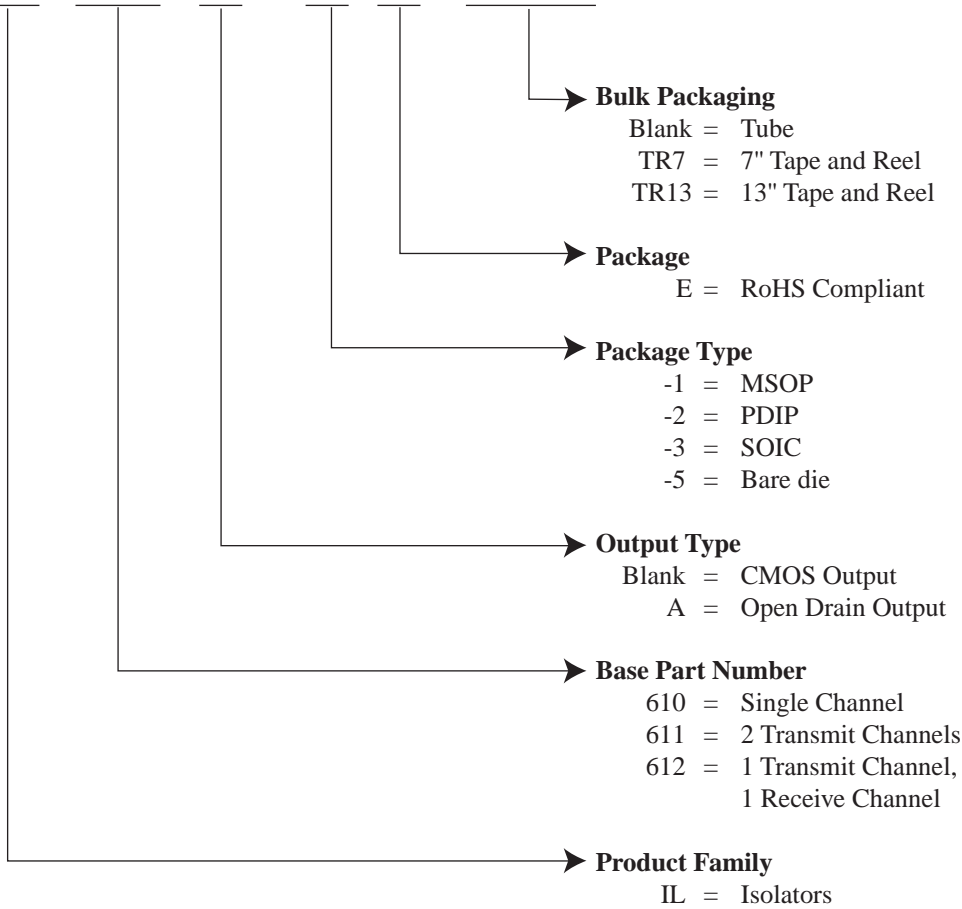 Bulk Packaging
Blank = Tube
TR7 = 7" Tape and Reel
TR13 = 13" Tape and Reel
Package
E = RoHS Compliant
Package Type
-1 = MSOP
-2 = PDIP
-3 = SOIC
-5 = Bare die
Output Type
Blank = CMOS Output
A = Open Drain Output
Base Part Number
610 = Single Channel
611 = 2 Transmit Channels
612 = 1 Transmit Channel,
1 Receive Channel
Product Family
IL = Isolators